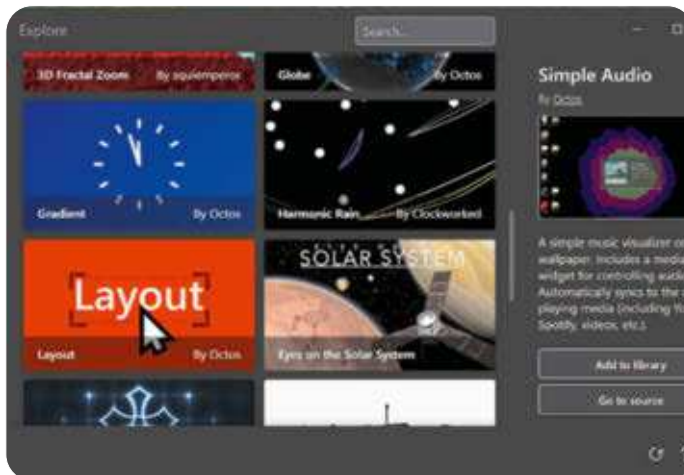 Explore
Search...
3D Fractal Zoom By squiemperor
Globe By Octos
Gradient By Octos
Harmonic Rain By Clockworked
Layout
Layout By Octos
SOLAR SYSTEM
Eyes on the Solar System
Simple Audio
By Octos
A simple music visualizer
wallpaper. Includes a media
widget for controlling
Automatically syncs to the
playing media (including
Spotify, videos, etc.).
Add to library
Go to source